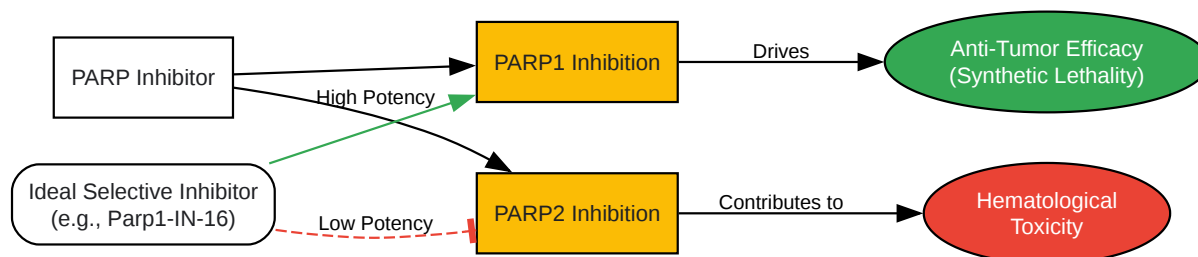 PARP Inhibitor
High Potency
PARP1 Inhibition
Drives
Anti-Tumor Efficacy
(Synthetic Lethality)
Ideal Selective Inhibitor
(e.g., Parp1-IN-16)
Low Potency
PARP2 Inhibition
Contributes to
Hematological
Toxicity